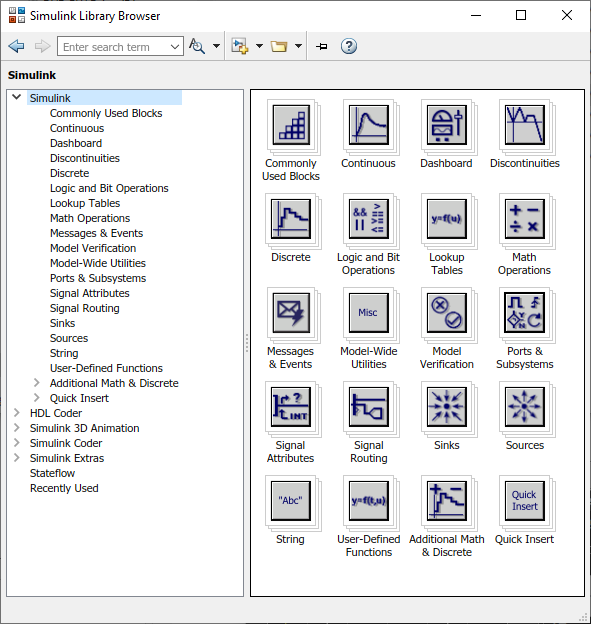 Simulink Library Browser
Enter search term
Simulink
Simulink
Commonly Used Blocks
Continuous
Dashboard
Discontinuities
Discrete
Logic and Bit Operations
Lookup Tables
Math Operations
Messages & Events
Model Verification
Model-Wide Utilities
Ports & Subsystems
Signal Attributes
Signal Routing
Sinks
Sources
String
User-Defined Functions
Additional Math & Discrete
Quick Insert
HDL Coder
Simulink 3D Animation
Simulink Coder
Simulink Extras
Stateflow
Recently Used
Commonly
Used Blocks
Continuous
Dashboard
Discontinuities
&& >=
|| <=
y=f(u)
+ −
÷ ×
Discrete
Logic and Bit
Operations
Lookup
Tables
Math
Operations
Misc
Y
N
Messages
& Events
Model-Wide
Utilities
Model
Verification
Ports &
Subsystems
?
t INT
Signal
Attributes
Signal
Routing
Sinks
Sources
"Abc"
y=f(t,u)
+
−
Quick
Insert
String
User-Defined
Functions
Additional Math
& Discrete
Quick Insert